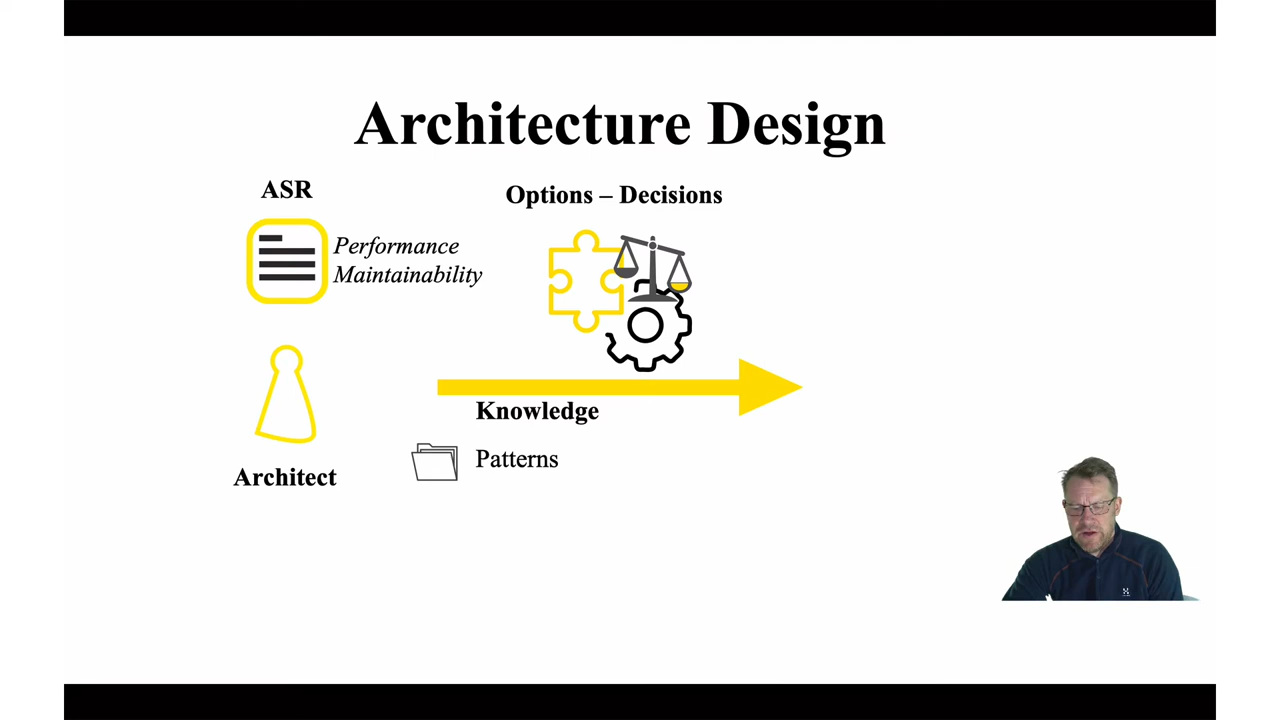 Architecture Design
ASR
Performance
Maintainability
Options – Decisions
Architect
Knowledge
Patterns